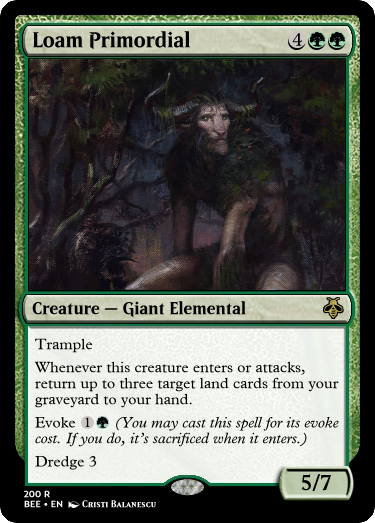 Loam Primordial 4
Creature — Giant Elemental
Trample
Whenever this creature enters or attacks,
return up to three target land cards from your
graveyard to your hand.
Evoke 1 (You may cast this spell for its evoke
cost. If you do, it's sacrificed when it enters.)
Dredge 3
5/7
200 R
BEE • EN Cristi Balanescu